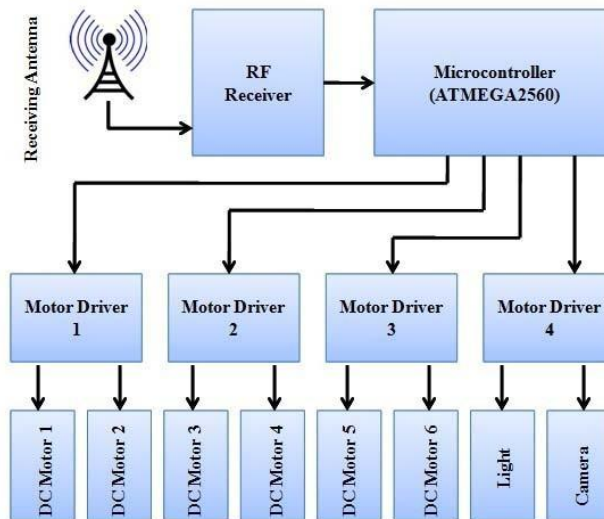 Receiving Antenna
RF
Receiver
Microcontroller
(ATMEGA2560)
Motor Driver
1
Motor Driver
2
Motor Driver
3
Motor Driver
4
DC Motor 1
DC Motor 2
DC Motor 3
DC Motor 4
DC Motor 5
DC Motor 6
Light
Camera